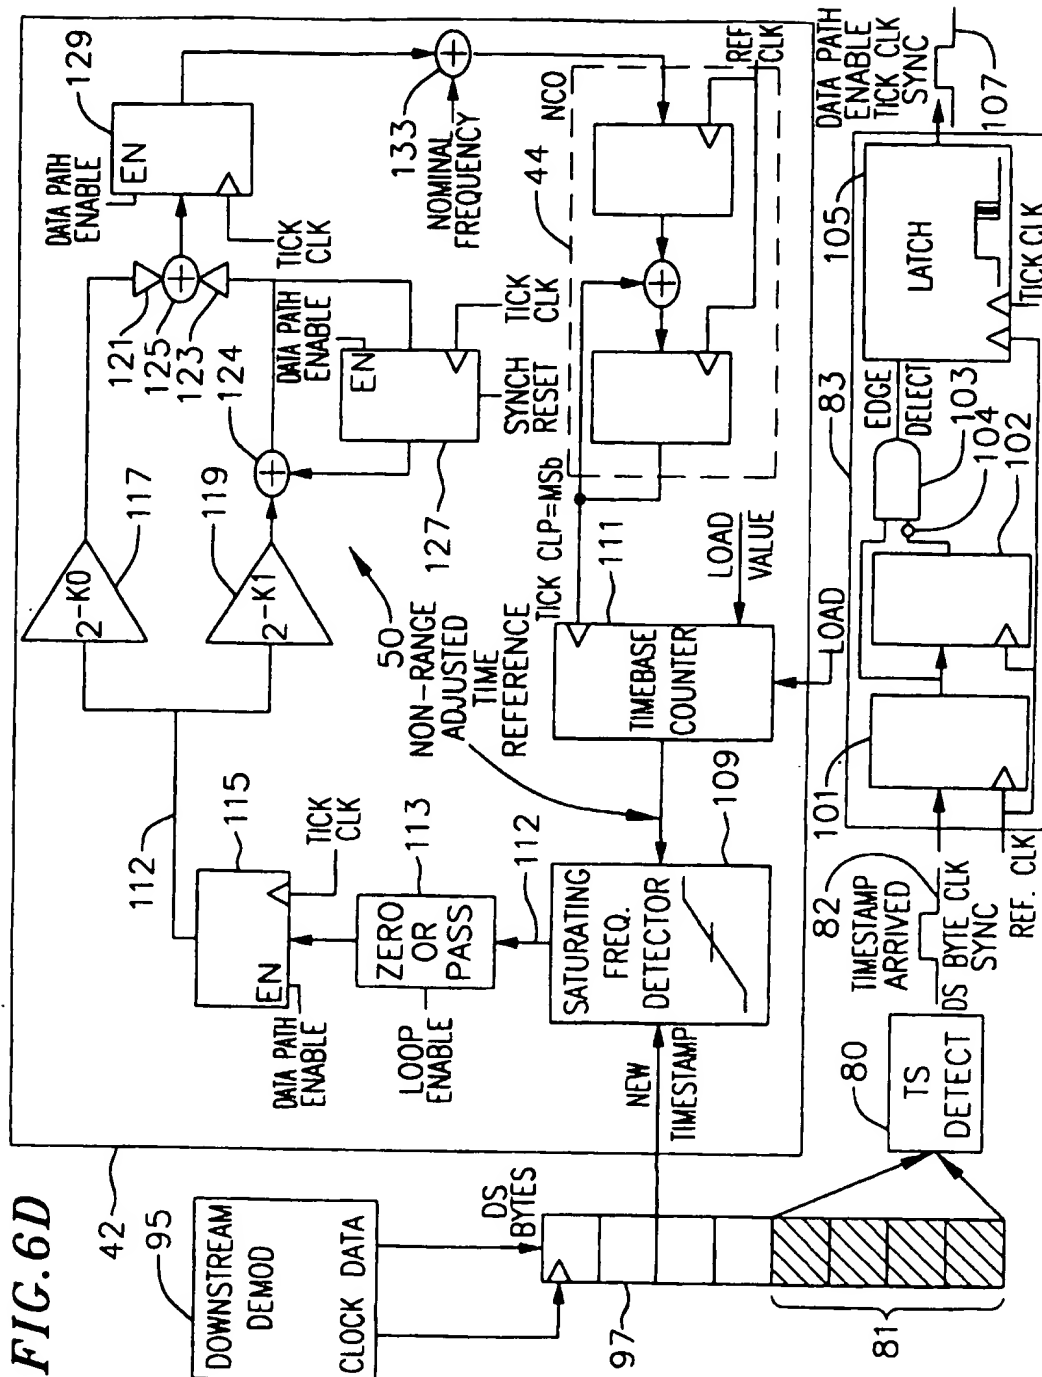 FIG.6D
42
95
DOWNSTREAM
DEMOD
CLOCK DATA
DS
BYTES
97
81
80
TS
DETECT
NEW
TIMESTAMP
SATURATING
FREQ.
DETECTOR
109
112
LOOP
ENABLE
ZERO
OR
PASS
113
DATA PATH
ENABLE
EN
115
TICK
CLK
112
50
NON-RANGE
ADJUSTED
TIME
REFERENCE
TIMEBASE
COUNTER
111
LOAD
VALUE
LOAD
TICK CLP=MSb
2-K0
117
2-K1
119
124
127
DATA PATH
ENABLE
EN
TICK
CLK
SYNCH
RESET
121
125
123
DATA PATH
ENABLE
EN
129
TICK
CLK
133
NOMINAL
FREQUENCY
44
NCO
REF
CLK
82
TIMESTAMP
ARRIVED
DS BYTE CLK
SYNC
REF. CLK
101
83
102
104
103
EDGE
DELECT
105
LATCH
TICK CLK
DATA PATH
ENABLE
TICK CLK
SYNC
107